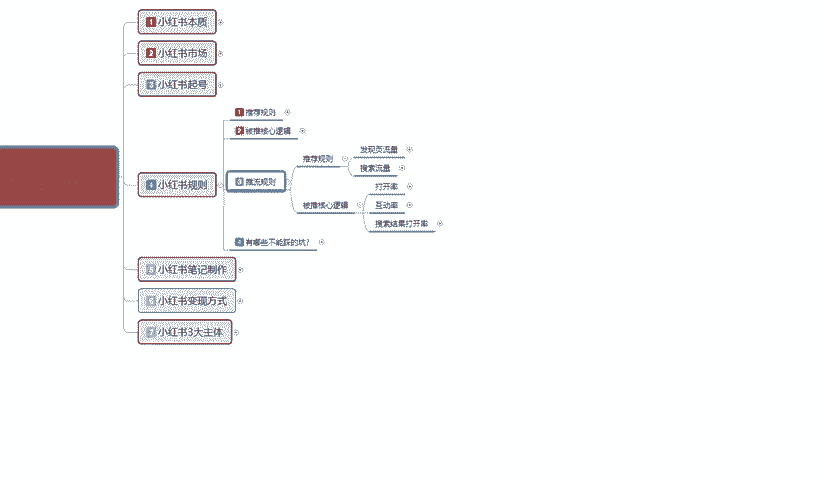 1 小红书本质
2 小红书市场
3 小红书起号
4 小红书规则
1 推荐规则
2 被推核心逻辑
3 推流规则
推荐规则
发现页流量
搜索流量
被推核心逻辑
打开率
互动率
搜索结果打开率
4 有哪些不能踩的坑？
5 小红书笔记制作
6 小红书变现方式
7 小红书3大主体